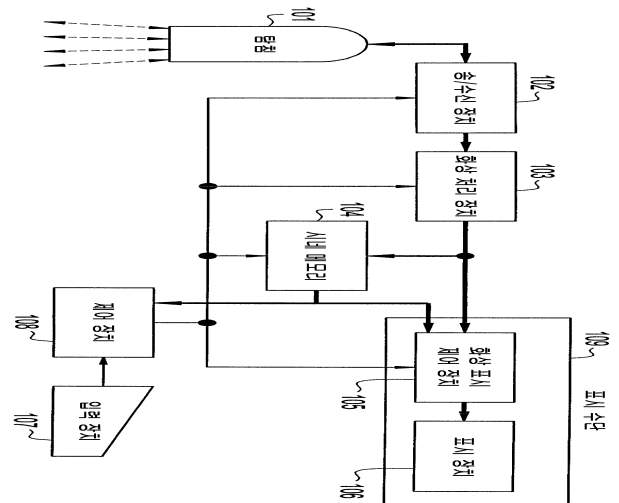 101
탐침
102
송/수신 장치
103
화상 처리 장치
104
시네 메모리
105
화상 표시
제어 장치
106
표시 장치
107
입력 장치
108
제어 장치
109
표시 수단